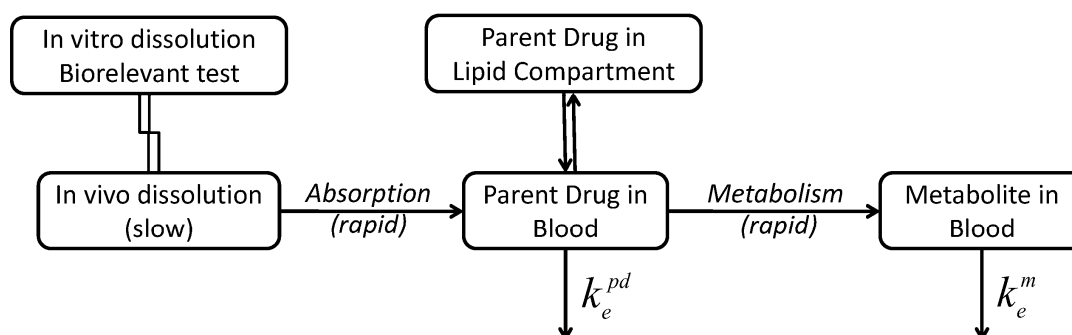 In vitro dissolution
Biorelevant test
Parent Drug in
Lipid Compartment
In vivo dissolution
(slow)
Absorption
(rapid)
Parent Drug in
Blood
Metabolism
(rapid)
Metabolite in
Blood
k_e^{pd}
k_e^{m}